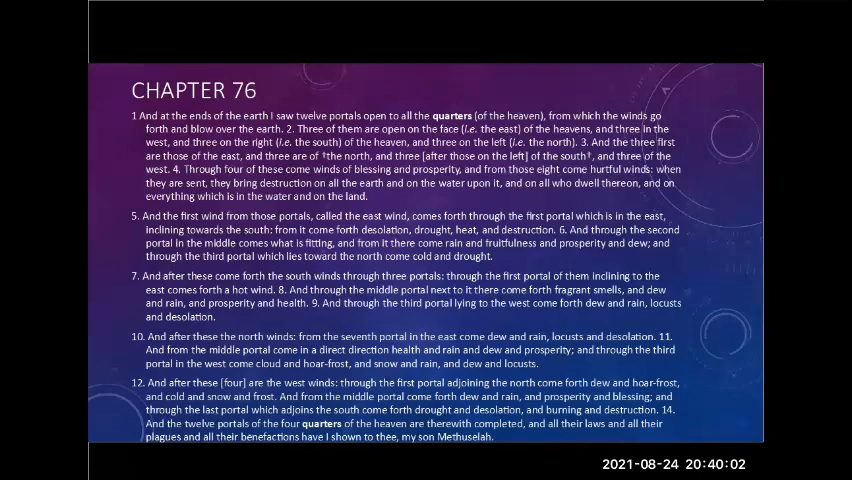 CHAPTER 76
1 And at the ends of the earth I saw twelve portals open to all the quarters (of the heaven), from which the winds go
forth and blow over the earth. 2. Three of them are open on the face (i.e. the east) of the heavens, and three in the
west, and three on the right (i.e. the south) of the heaven, and three on the left (i.e. the north). 3. And the three first
are those of the east, and three are of †the north, and three [after those on the left] of the south†, and three of the
west. 4. Through four of these come winds of blessing and prosperity, and from those eight come hurtful winds: when
they are sent, they bring destruction on all the earth and on the water upon it, and on all who dwell thereon, and on
everything which is in the water and on the land.
5. And the first wind from those portals, called the east wind, comes forth through the first portal which is in the east,
inclining towards the south: from it come forth desolation, drought, heat, and destruction. 6. And through the second
portal in the middle comes what is fitting, and from it there come rain and fruitfulness and prosperity and dew; and
through the third portal which lies toward the north come cold and drought.
7. And after these come forth the south winds through three portals: through the first portal of them inclining to the
east comes forth a hot wind. 8. And through the middle portal next to it there come forth fragrant smells, and dew
and rain, and prosperity and health. 9. And through the third portal lying to the west come forth dew and rain, locusts
and desolation.
10. And after these the north winds: from the seventh portal in the east come dew and rain, locusts and desolation. 11.
And from the middle portal come in a direct direction health and rain and dew and prosperity; and through the third
portal in the west come cloud and hoar-frost, and snow and rain, and dew and locusts.
12. And after these [four] are the west winds: through the first portal adjoining the north come forth dew and hoar-frost,
and cold and snow and frost. And from the middle portal come forth dew and rain, and prosperity and blessing; and
through the last portal which adjoins the south come forth drought and desolation, and burning and destruction. 14.
And the twelve portals of the four quarters of the heaven are therewith completed, and all their laws and all their
plagues and all their benefactions have I shown to thee, my son Methuselah.
2021-08-24 20:40:02